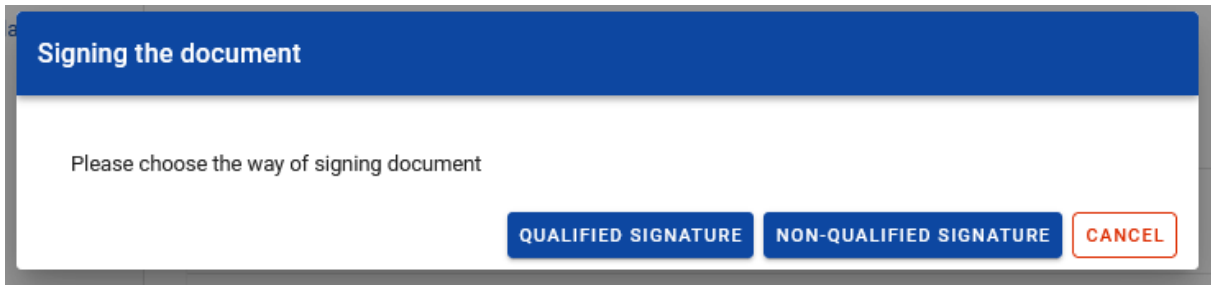 Signing the document
Please choose the way of signing document
QUALIFIED SIGNATURE NON-QUALIFIED SIGNATURE CANCEL